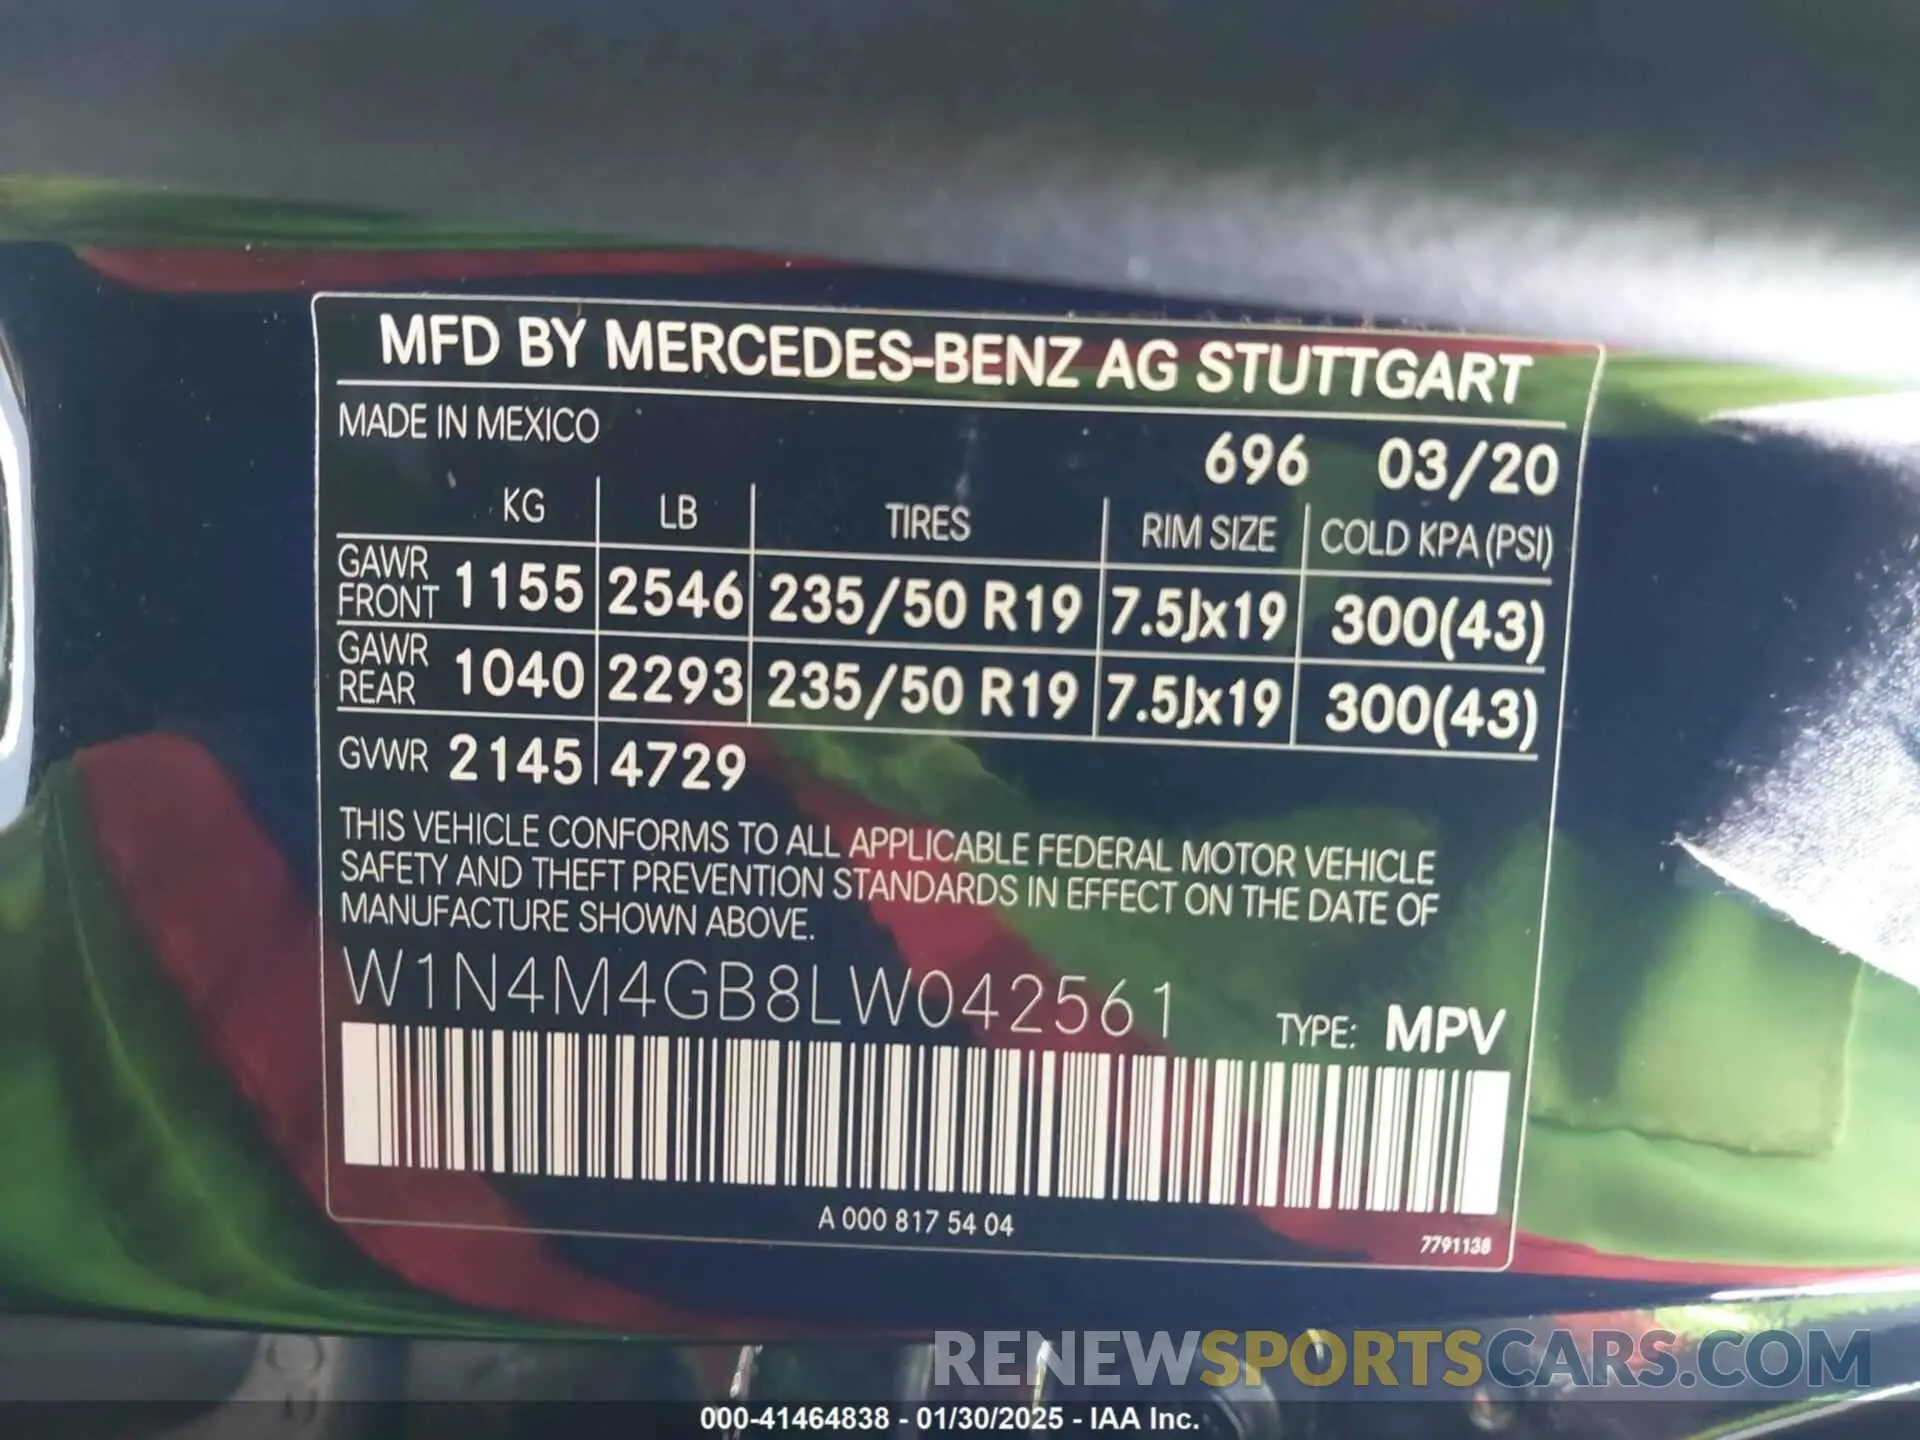 MFD BY MERCEDES-BENZ AG STUTTGART
MADE IN MEXICO
696 03/20
KG LB TIRES RIM SIZE COLD KPA (PSI)
GAWR FRONT 1155 2546 235/50 R19 7.5Jx19 300(43)
GAWR REAR 1040 2293 235/50 R19 7.5Jx19 300(43)
GVWR 2145 4729
THIS VEHICLE CONFORMS TO ALL APPLICABLE FEDERAL MOTOR VEHICLE
SAFETY AND THEFT PREVENTION STANDARDS IN EFFECT ON THE DATE OF
MANUFACTURE SHOWN ABOVE.
W1N4M4GB8LW042561
TYPE: MPV
A 000 817 54 04
7791138
RENEWSPORTSCARS.COM
000-41464838 - 01/30/2025 - IAA Inc.